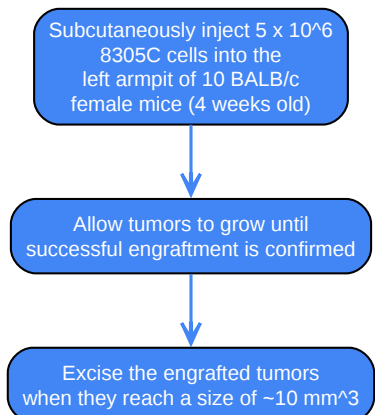 Subcutaneously inject 5 x 10^6
8305C cells into the
left armpit of 10 BALB/c
female mice (4 weeks old)
Allow tumors to grow until
successful engraftment is confirmed
Excise the engrafted tumors
when they reach a size of ~10 mm^3